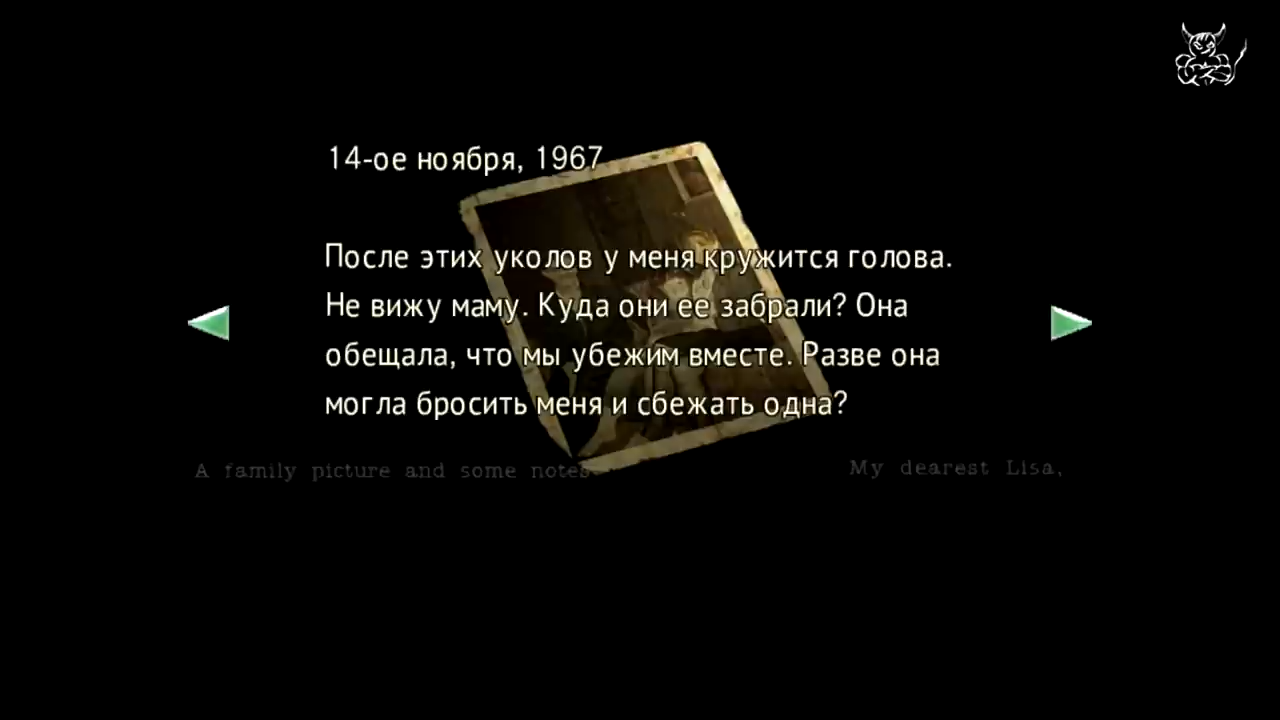 14-ое ноября, 1967
После этих уколов у меня кружится голова.
Не вижу маму. Куда они ее забрали? Она
обещала, что мы убежим вместе. Разве она
могла бросить меня и сбежать одна?
A family picture and some notes
My dearest Lisa,